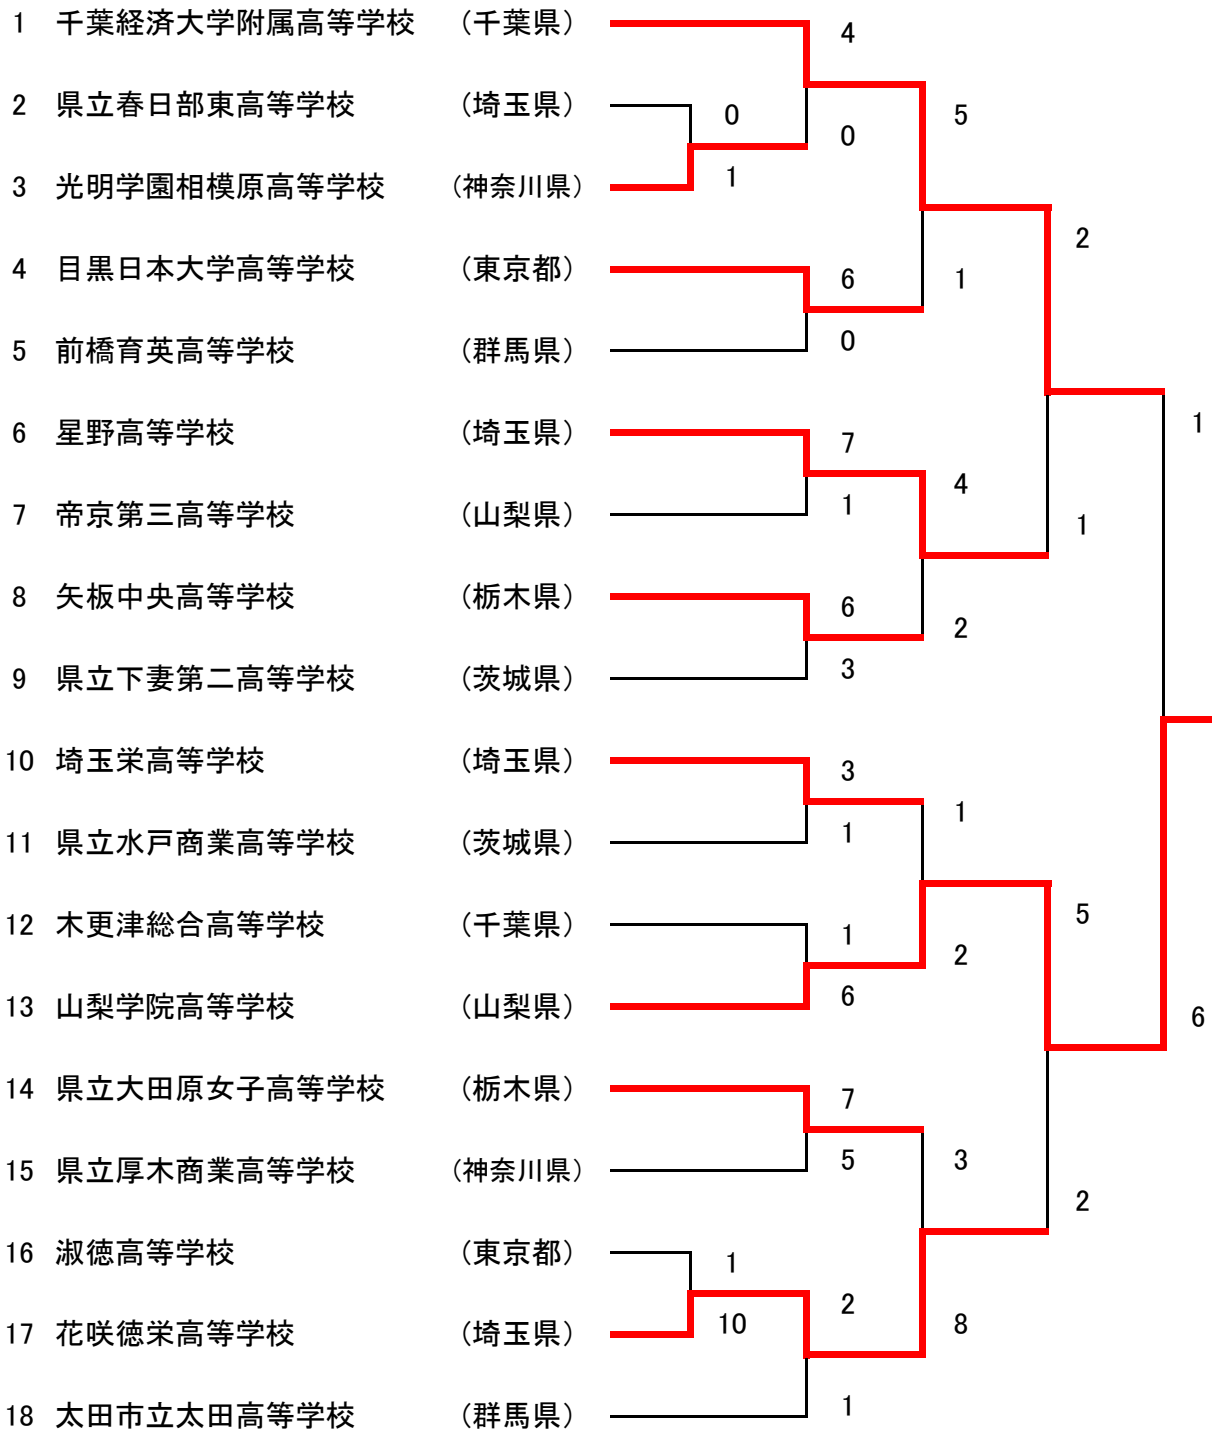 1 千葉経済大学附属高等学校 (千葉県) 4
2 県立春日部東高等学校 (埼玉県) 0 5
0
3 光明学園相模原高等学校 (神奈川県) 1
2
4 目黒日本大学高等学校 (東京都) 6 1
5 前橋育英高等学校 (群馬県) 0
1
6 星野高等学校 (埼玉県) 7
4
7 帝京第三高等学校 (山梨県) 1 1
8 矢板中央高等学校 (栃木県) 6
2
9 県立下妻第二高等学校 (茨城県) 3
10 埼玉栄高等学校 (埼玉県) 3
1
11 県立水戸商業高等学校 (茨城県) 1
5
12 木更津総合高等学校 (千葉県) 1
2
13 山梨学院高等学校 (山梨県) 6 6
14 県立大田原女子高等学校 (栃木県) 7
15 県立厚木商業高等学校 (神奈川県) 5 3
2
16 淑徳高等学校 (東京都) 1
2
17 花咲徳栄高等学校 (埼玉県) 10 8
18 太田市立太田高等学校 (群馬県) 1